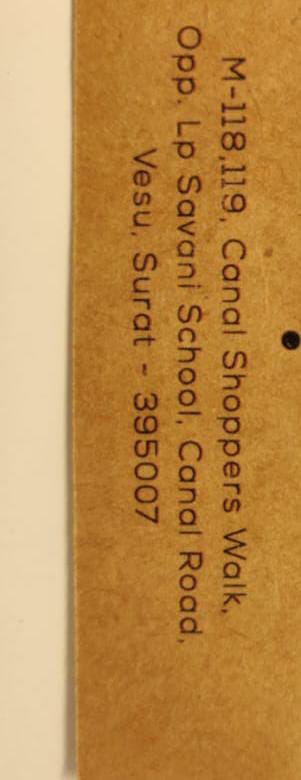 M-118,119, Canal Shoppers Walk,
Opp. Lp Savani School, Canal Road,
Vesu, Surat - 395007